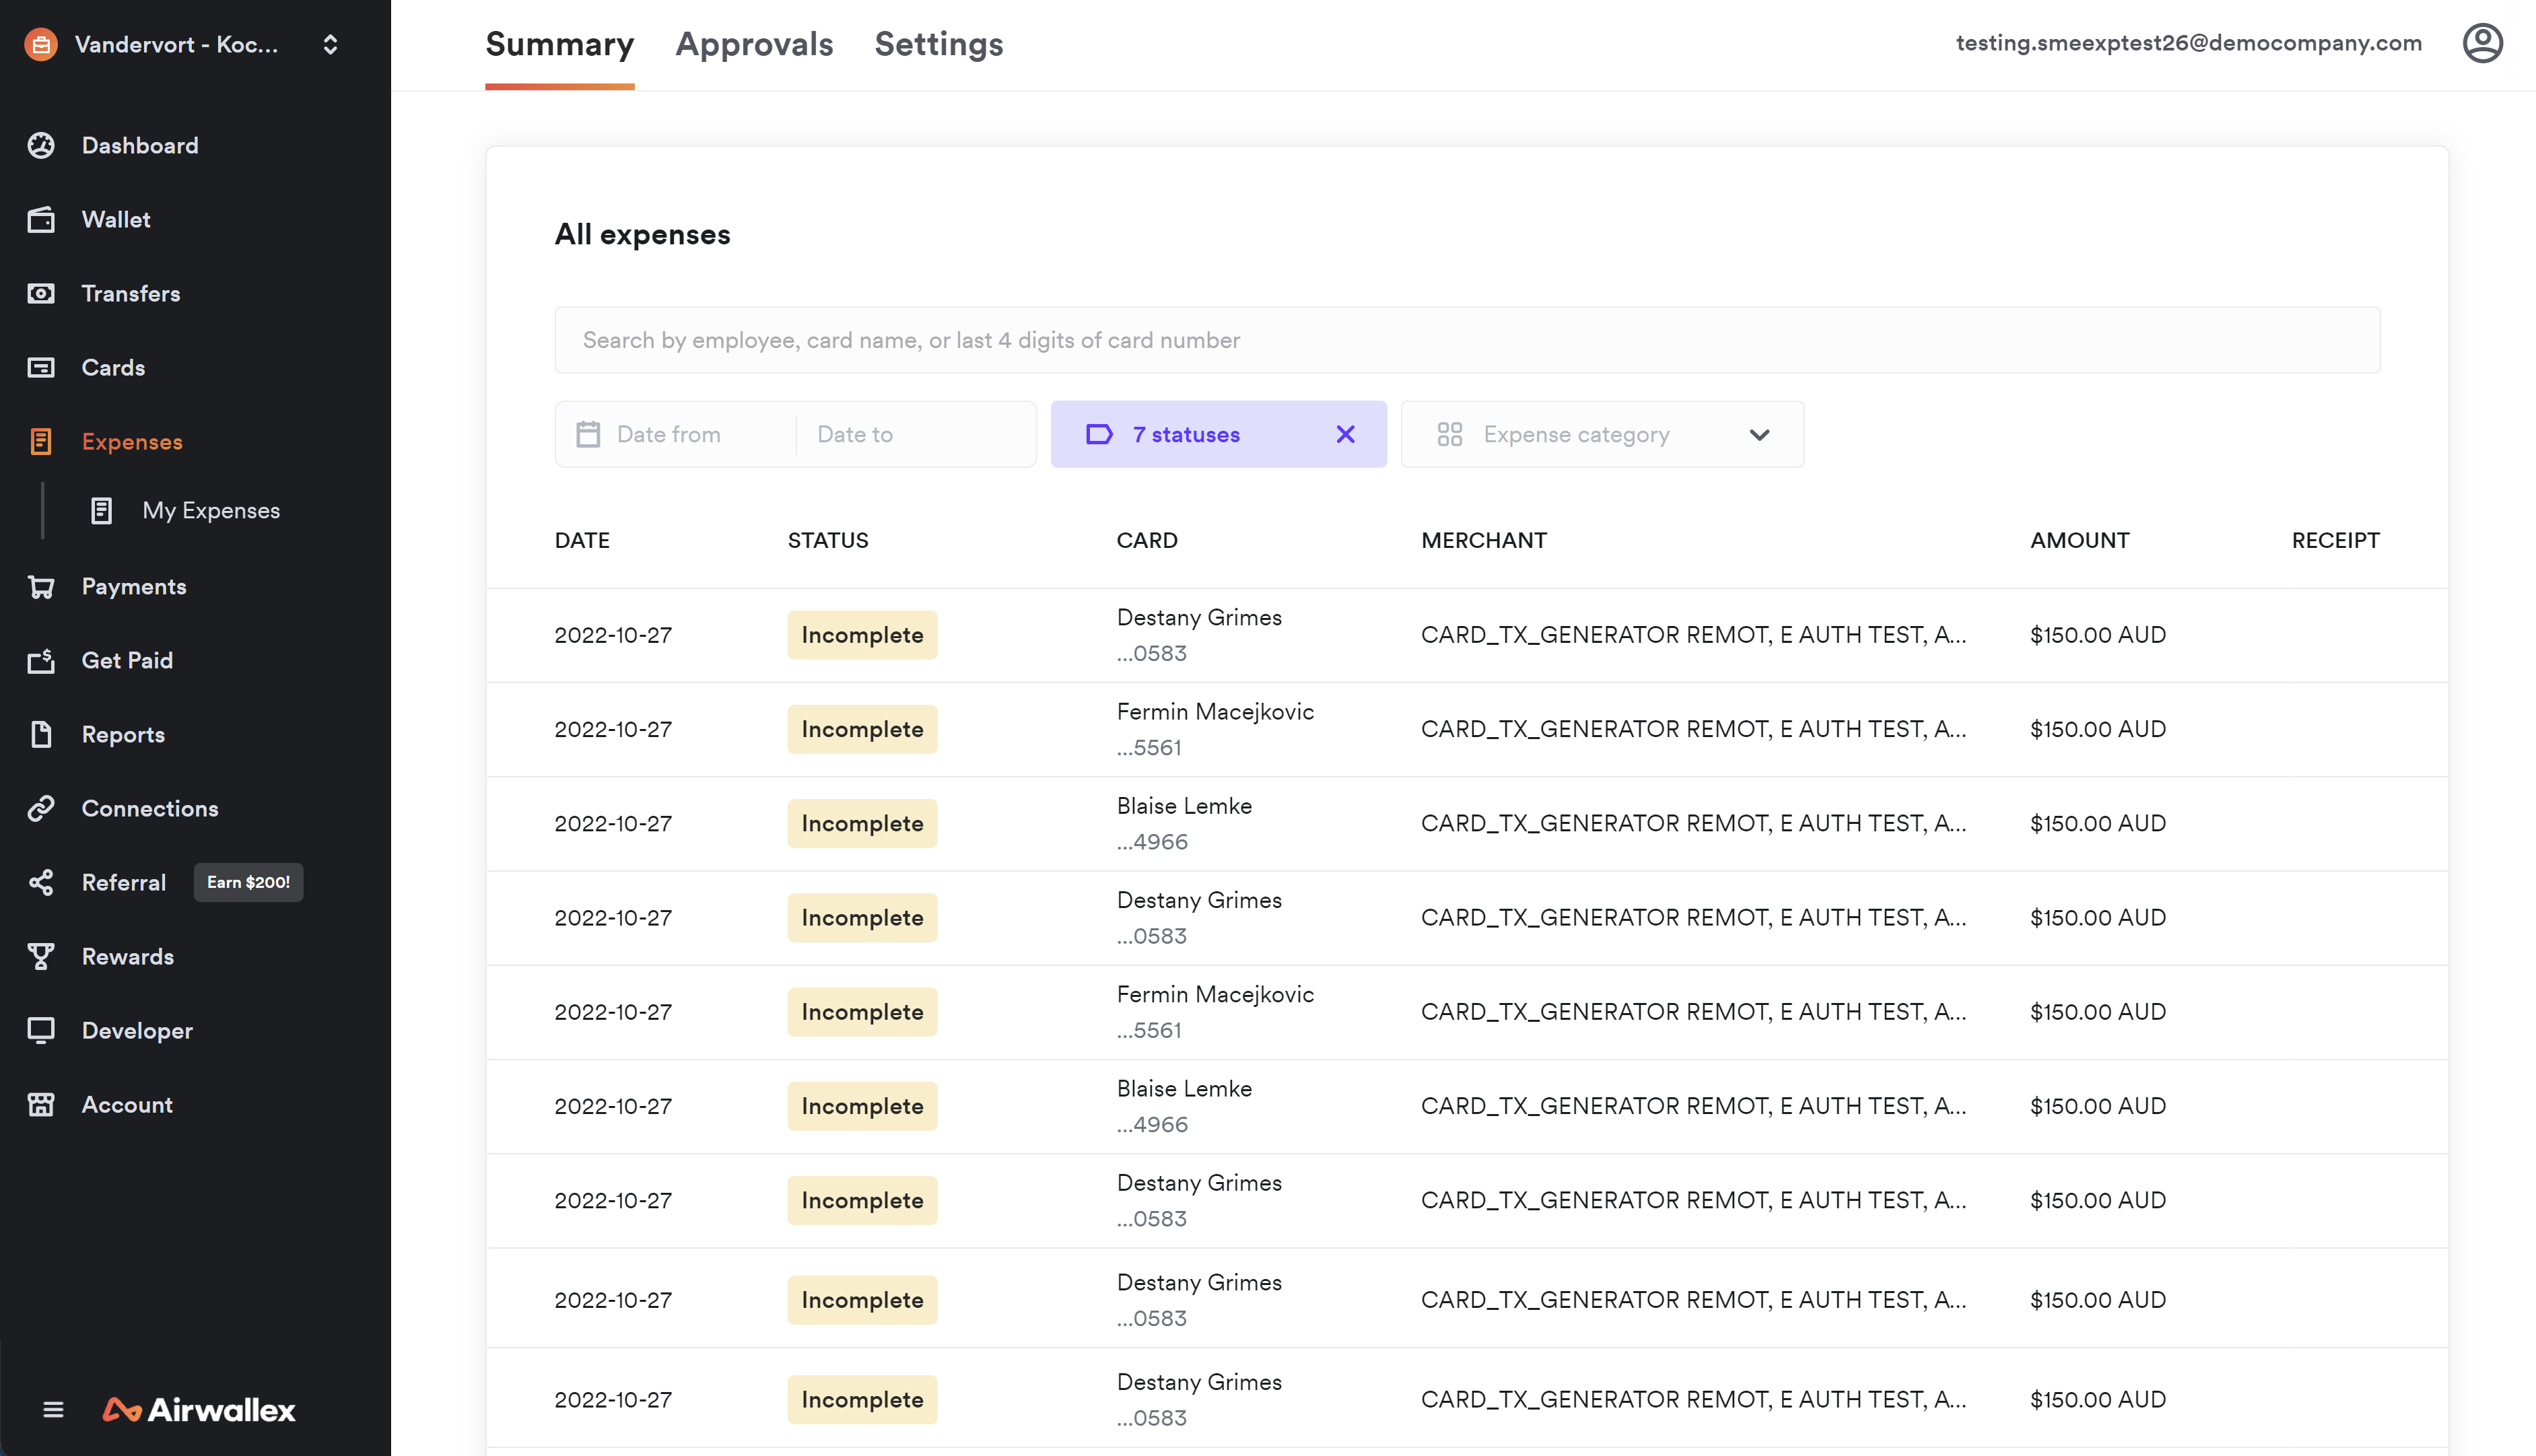 Vandervort - Koc...
Dashboard
Wallet
Transfers
Cards
Expenses
My Expenses
Payments
Get Paid
Reports
Connections
Referral Earn $200!
Rewards
Developer
Account
Airwallex
Summary Approvals Settings
testing.smeexptest26@democompany.com
All expenses
Search by employee, card name, or last 4 digits of card number
Date from Date to 7 statuses Expense category
DATE STATUS CARD MERCHANT AMOUNT RECEIPT
2022-10-27 Incomplete Destany Grimes ...0583 CARD_TX_GENERATOR REMOT, E AUTH TEST, A... $150.00 AUD
2022-10-27 Incomplete Fermin Macejkovic ...5561 CARD_TX_GENERATOR REMOT, E AUTH TEST, A... $150.00 AUD
2022-10-27 Incomplete Blaise Lemke ...4966 CARD_TX_GENERATOR REMOT, E AUTH TEST, A... $150.00 AUD
2022-10-27 Incomplete Destany Grimes ...0583 CARD_TX_GENERATOR REMOT, E AUTH TEST, A... $150.00 AUD
2022-10-27 Incomplete Fermin Macejkovic ...5561 CARD_TX_GENERATOR REMOT, E AUTH TEST, A... $150.00 AUD
2022-10-27 Incomplete Blaise Lemke ...4966 CARD_TX_GENERATOR REMOT, E AUTH TEST, A... $150.00 AUD
2022-10-27 Incomplete Destany Grimes ...0583 CARD_TX_GENERATOR REMOT, E AUTH TEST, A... $150.00 AUD
2022-10-27 Incomplete Destany Grimes ...0583 CARD_TX_GENERATOR REMOT, E AUTH TEST, A... $150.00 AUD
2022-10-27 Incomplete Destany Grimes ...0583 CARD_TX_GENERATOR REMOT, E AUTH TEST, A... $150.00 AUD